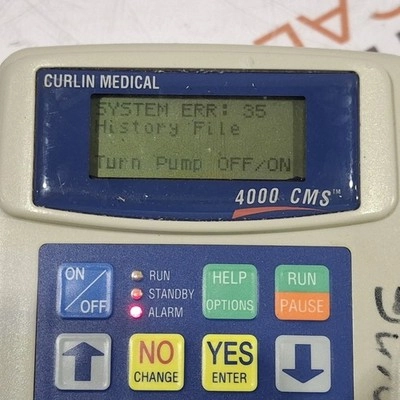 CURLIN MEDICAL
SYSTEM ERR: 35
History File
Turn Pump OFF/ON
4000 CMS™
ON
OFF
RUN
STANDBY
ALARM
HELP
OPTIONS
RUN
PAUSE
NO
CHANGE
YES
ENTER